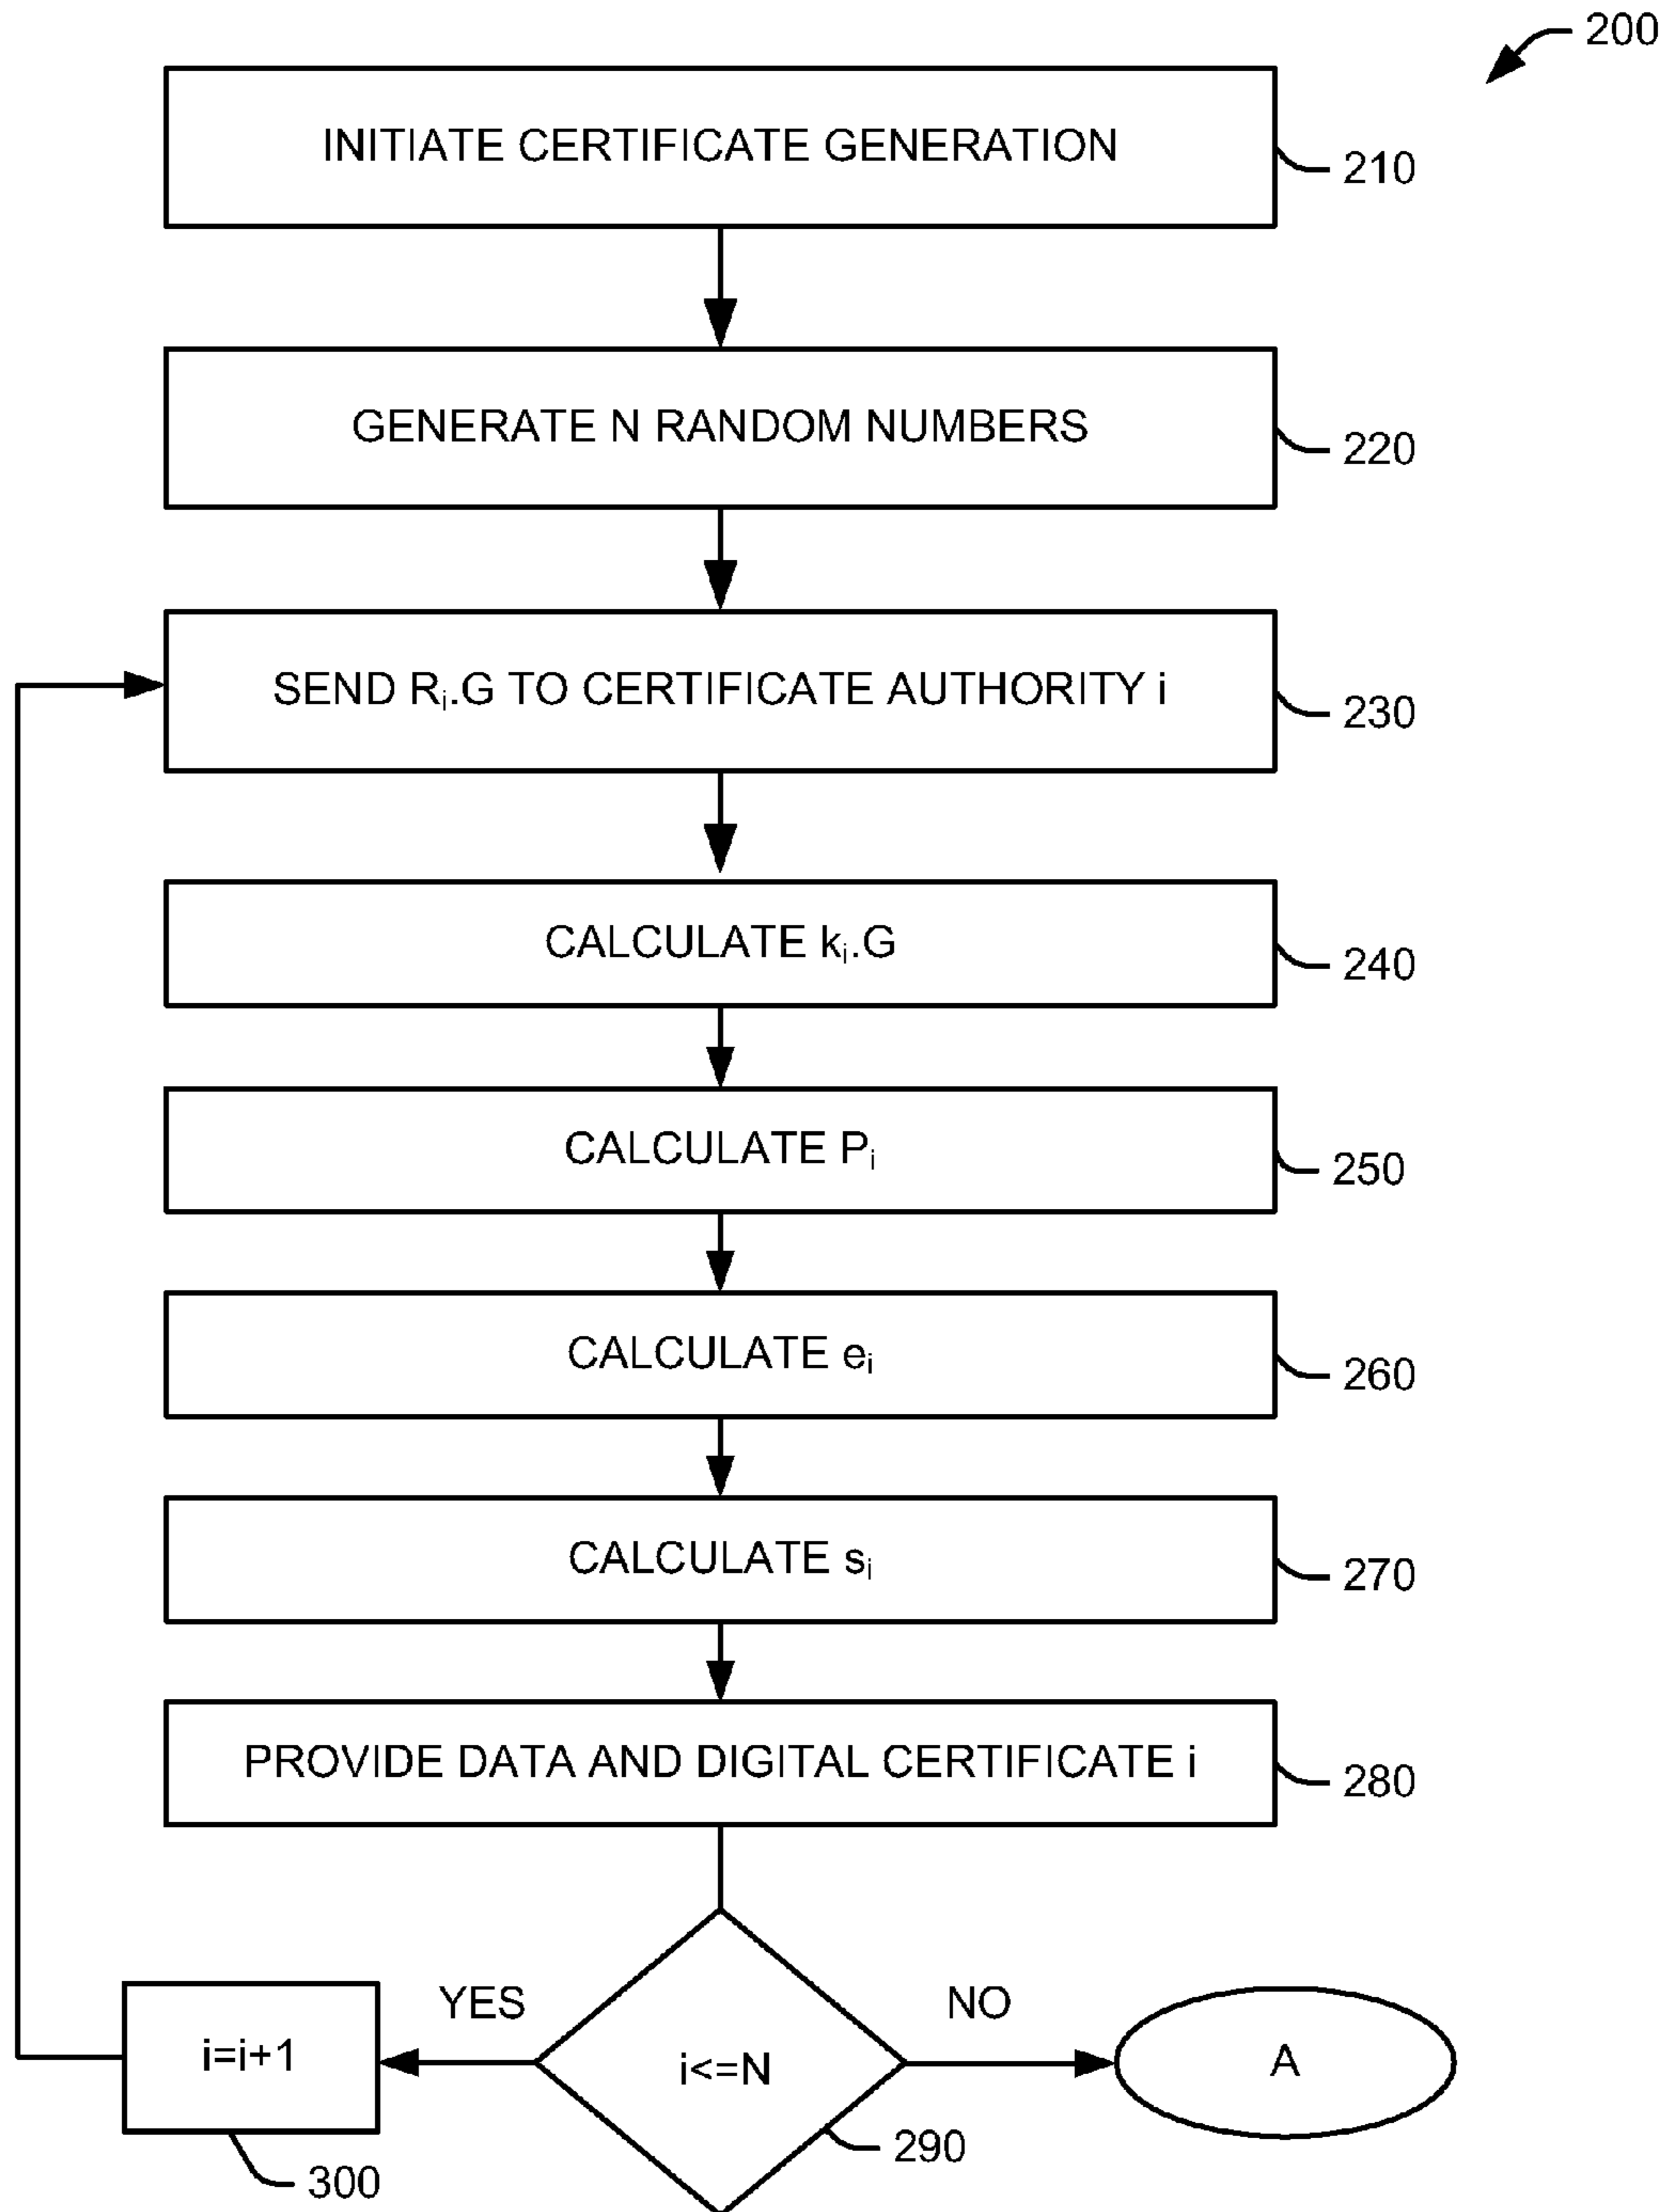 200
INITIATE CERTIFICATE GENERATION
210
GENERATE N RANDOM NUMBERS
220
SEND Rᵢ.G TO CERTIFICATE AUTHORITY i
230
CALCULATE kᵢ.G
240
CALCULATE Pᵢ
250
CALCULATE eᵢ
260
CALCULATE sᵢ
270
PROVIDE DATA AND DIGITAL CERTIFICATE i
280
YES
NO
i=i+1
i<=N
A
290
300